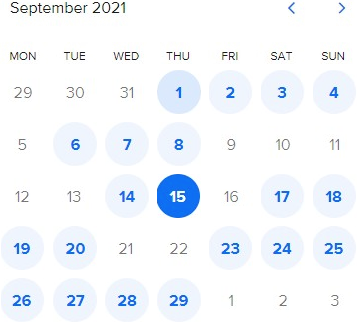 September 2021
MON TUE WED THU FRI SAT SUN
29 30 31 1 2 3 4
5 6 7 8 9 10 11
12 13 14 15 16 17 18
19 20 21 22 23 24 25
26 27 28 29 1 2 3